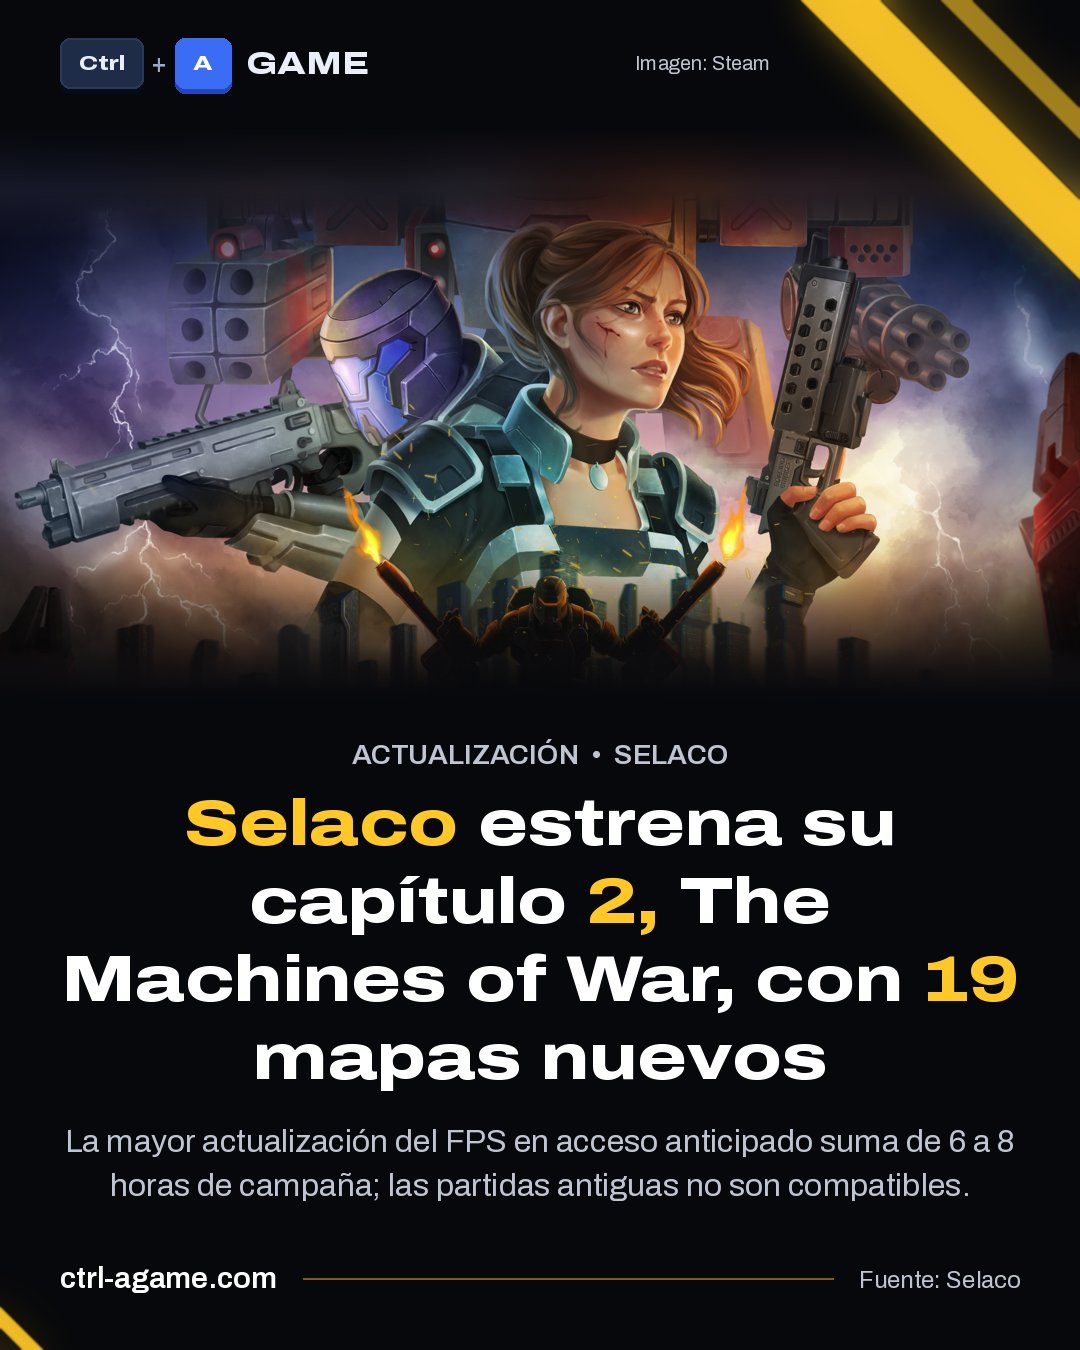 Ctrl + A GAME
Imagen: Steam
ACTUALIZACIÓN • SELACO
Selaco estrena su
capítulo 2, The
Machines of War, con 19
mapas nuevos
La mayor actualización del FPS en acceso anticipado suma de 6 a 8
horas de campaña; las partidas antiguas no son compatibles.
ctrl-agame.com
Fuente: Selaco